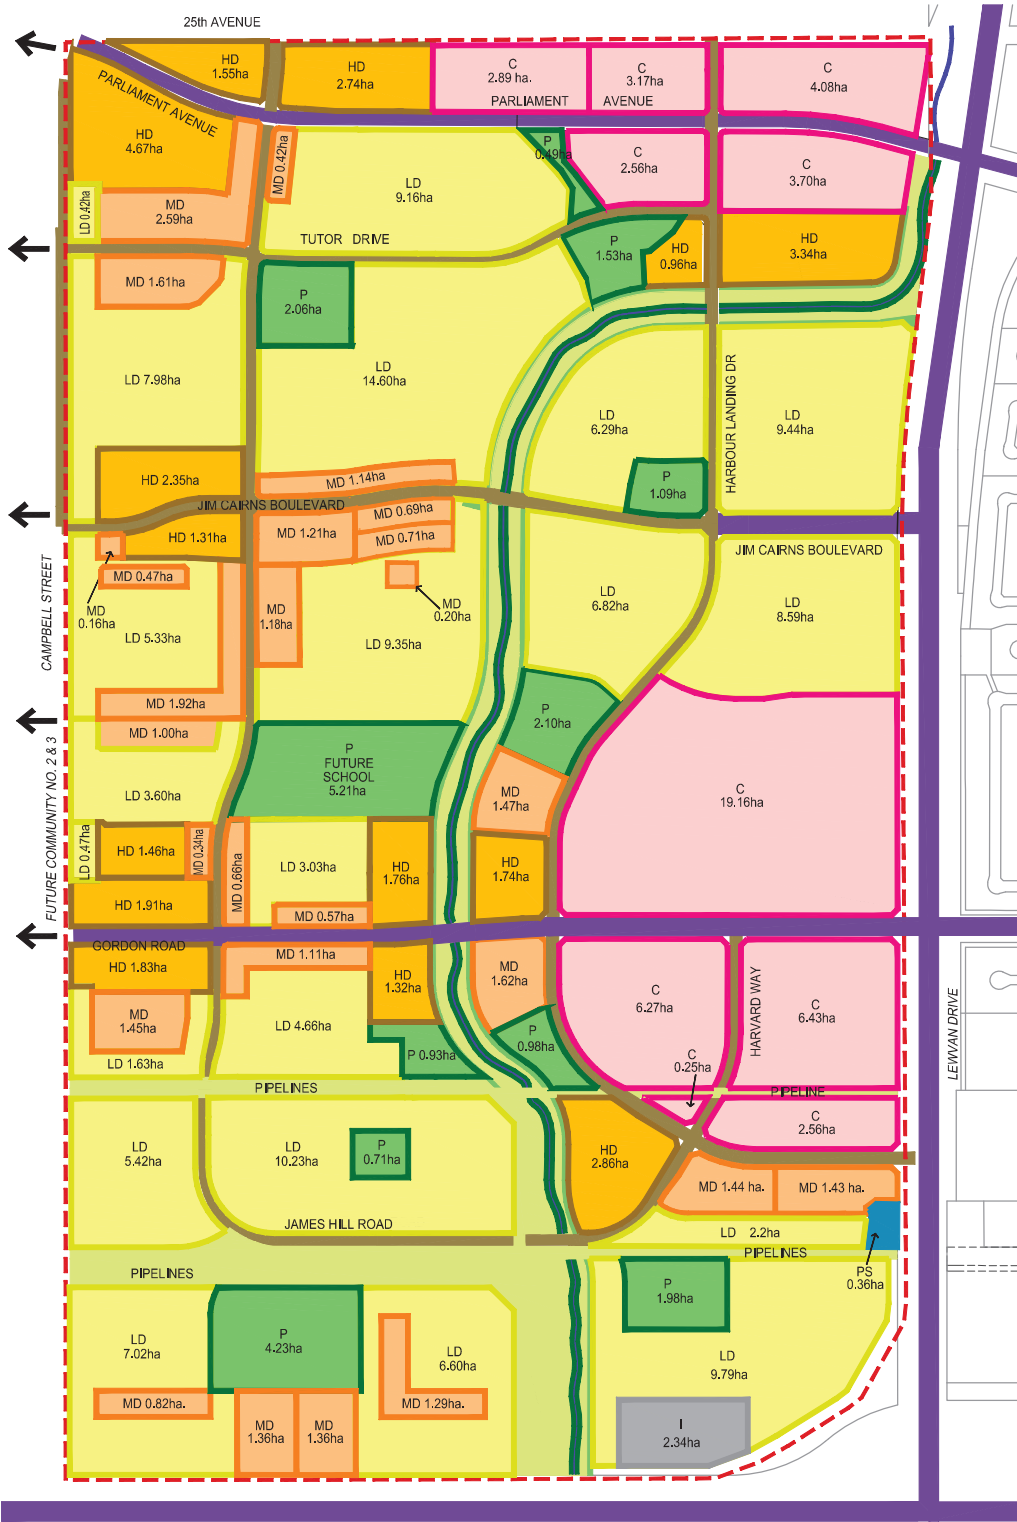 25th AVENUE
HD
1.55ha
HD
2.74ha
C
2.89 ha.
C
3.17ha
C
4.08ha
PARLIAMENT AVENUE
PARLIAMENT AVENUE
HD
4.67ha
MD 0.42ha
LD
9.16ha
P
0.49ha
C
2.56ha
C
3.70ha
LD 0.42ha
MD
2.59ha
TUTOR DRIVE
P
1.53ha
HD
0.96ha
HD
3.34ha
MD 1.61ha
P
2.06ha
LD 7.98ha
LD
14.60ha
LD
6.29ha
HARBOUR LANDING DR
LD
9.44ha
P
1.09ha
HD 2.35ha
MD 1.14ha
JIM CAIRNS BOULEVARD
HD 1.31ha
MD 1.21ha
MD 0.69ha
MD 0.71ha
JIM CAIRNS BOULEVARD
CAMPBELL STREET
MD 0.47ha
MD
0.16ha
MD
1.18ha
MD
0.20ha
LD
6.82ha
LD
8.59ha
LD 5.33ha
LD 9.35ha
MD 1.92ha
MD 1.00ha
P
2.10ha
FUTURE COMMUNITY NO. 2 & 3
P
FUTURE
SCHOOL
5.21ha
LD 3.60ha
MD
1.47ha
C
19.16ha
LD 0.47ha
HD 1.46ha
MD 0.34ha
MD 0.66ha
LD 3.03ha
HD
1.76ha
HD
1.74ha
HD 1.91ha
MD 0.57ha
GORDON ROAD
HD 1.83ha
MD 1.11ha
HD
1.32ha
MD
1.62ha
C
6.27ha
HARVARD WAY
C
6.43ha
LEWVAN DRIVE
MD
1.45ha
LD 4.66ha
LD 1.63ha
P 0.93ha
P
0.98ha
C
0.25ha
PIPELINES
PIPELINE
C
2.56ha
LD
5.42ha
LD
10.23ha
P
0.71ha
HD
2.86ha
MD 1.44 ha.
MD 1.43 ha.
JAMES HILL ROAD
LD 2.2ha
PIPELINES
PIPELINES
PS
0.36ha
P
1.98ha
LD
7.02ha
P
4.23ha
LD
6.60ha
LD
9.79ha
MD 0.82ha.
MD 1.29ha.
MD
1.36ha
MD
1.36ha
I
2.34ha